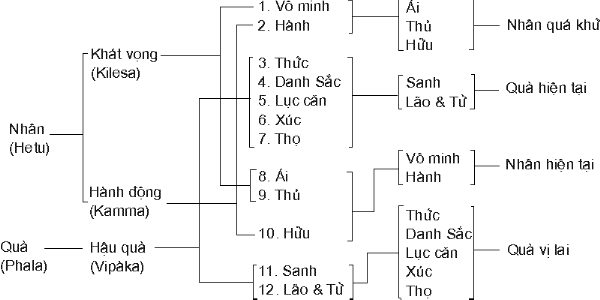 Nhân
(Hetu)
Quả
(Phala)
Khát vọng
(Kilesa)
Hành động
(Kamma)
Hậu quả
(Vipàka)
1. Vô minh
2. Hành
3. Thức
4. Danh Sắc
5. Lục căn
6. Xúc
7. Thọ
8. Ái
9. Thủ
10. Hữu
11. Sanh
12. Lão & Tử
Ái
Thủ
Hữu
Sanh
Lão & Tử
Vô minh
Hành
Thức
Danh Sắc
Lục căn
Xúc
Thọ
Nhân quá khứ
Quả hiện tại
Nhân hiện tại
Quả vị lai